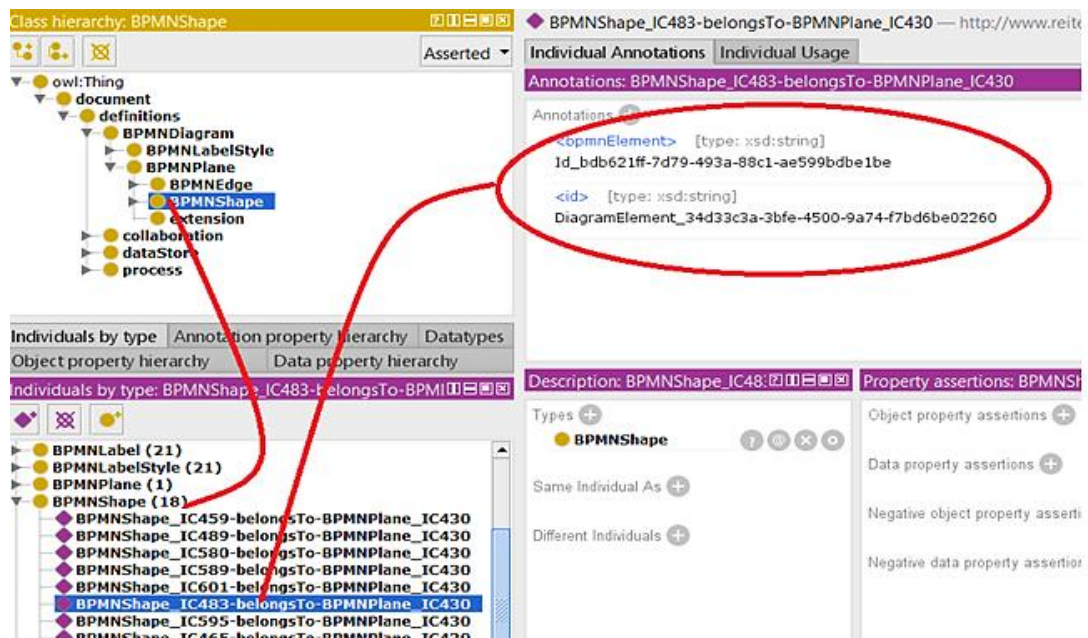 Class hierarchy: BPMNShape
Asserted
owl:Thing
document
definitions
BPMNDiagram
BPMNLabelStyle
BPMNPlane
BPMNEdge
BPMNShape
extension
collaboration
dataStore
process
Individuals by type Annotation property hierarchy Datatypes
Object property hierarchy Data property hierarchy
Individuals by type: BPMNShape_IC483-belongsTo-BPMI
BPMNLabel (21)
BPMNLabelStyle (21)
BPMNPlane (1)
BPMNShape (18)
BPMNShape_IC459-belongsTo-BPMNPlane_IC430
BPMNShape_IC489-belongsTo-BPMNPlane_IC430
BPMNShape_IC580-belongsTo-BPMNPlane_IC430
BPMNShape_IC589-belongsTo-BPMNPlane_IC430
BPMNShape_IC601-belongsTo-BPMNPlane_IC430
BPMNShape_IC483-belongsTo-BPMNPlane_IC430
BPMNShape_IC595-belongsTo-BPMNPlane_IC430
BPMNShape_IC465-belongsTo-BPMNPlane_IC430
BPMNShape_IC483-belongsTo-BPMNPlane_IC430 — http://www.reite
Individual Annotations Individual Usage
Annotations: BPMNShape_IC483-belongsTo-BPMNPlane_IC430
Annotations
<bpmnElement> [type: xsd:string]
Id_bdb621ff-7d79-493a-88c1-ae599bdbe1be
<id> [type: xsd:string]
DiagramElement_34d33c3a-3bfe-4500-9a74-f7bd6be02260
Description: BPMNShape_IC48:
Types
BPMNShape
Same Individual As
Different Individuals
Property assertions: BPMNSh
Object property assertions
Data property assertions
Negative object property asserti
Negative data property assertion